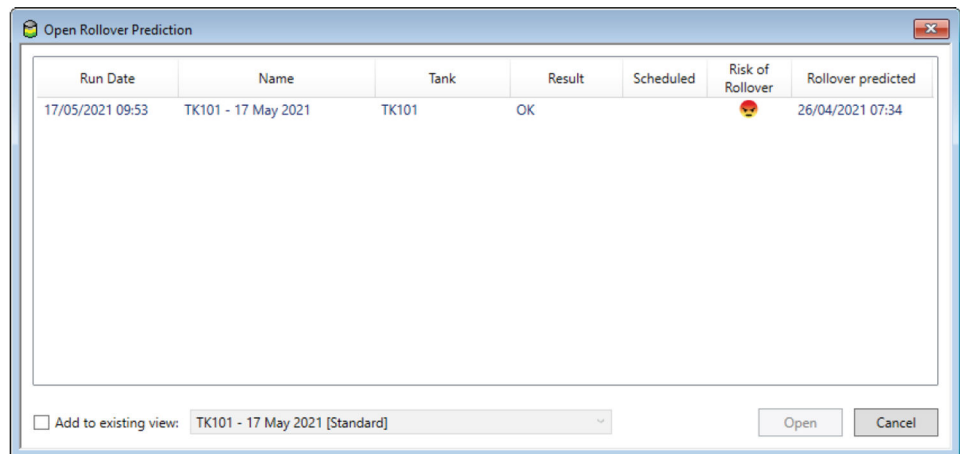 Open Rollover Prediction
Run Date Name Tank Result Scheduled Risk of Rollover Rollover predicted
17/05/2021 09:53 TK101 - 17 May 2021 TK101 OK 26/04/2021 07:34
Add to existing view: TK101 - 17 May 2021 [Standard] Open Cancel